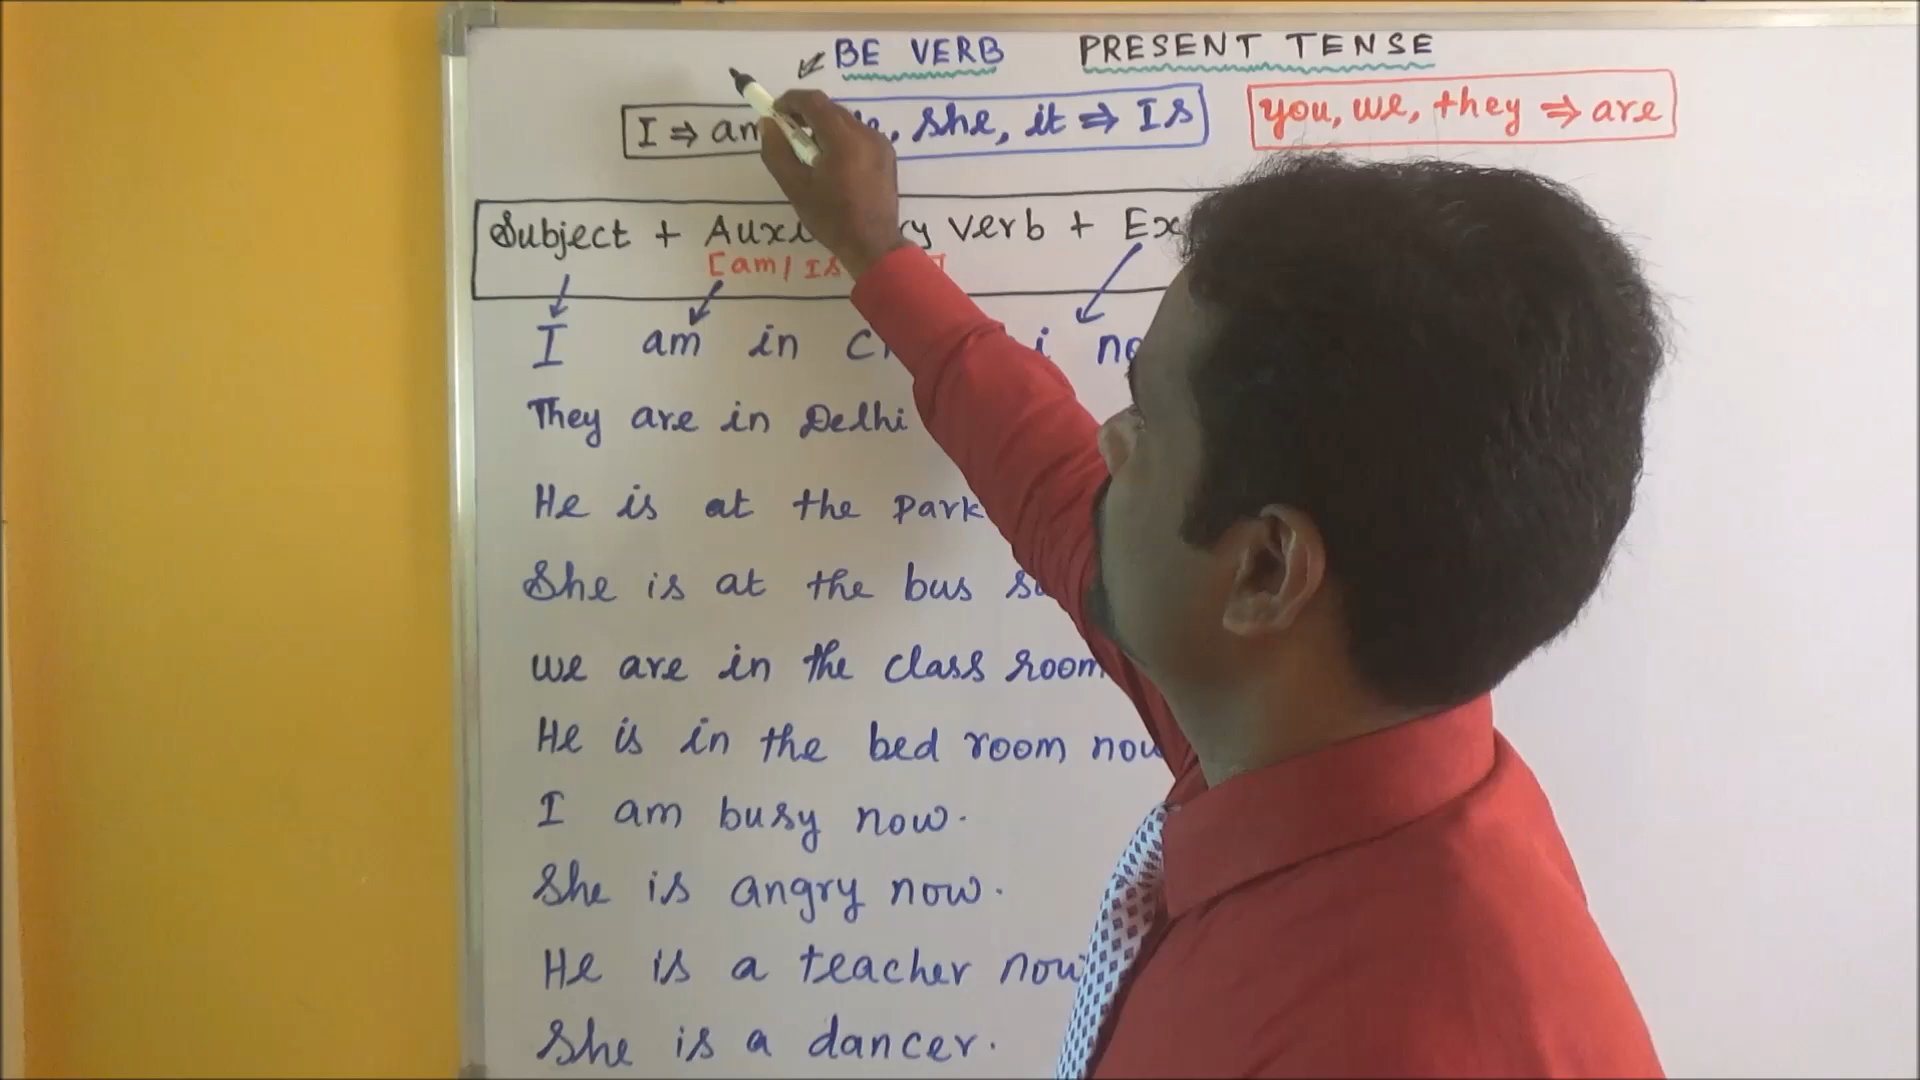 BE VERB PRESENT TENSE
I ⇒ am she, it ⇒ Is you, we, they ⇒ are
Subject + verb +
[am / Is ]
I am in
They are in Delhi
He is at the park
She is at the bus
we are in the class room
He is in the bed room now
I am busy now.
She is angry now.
He is a teacher now
She is a dancer.